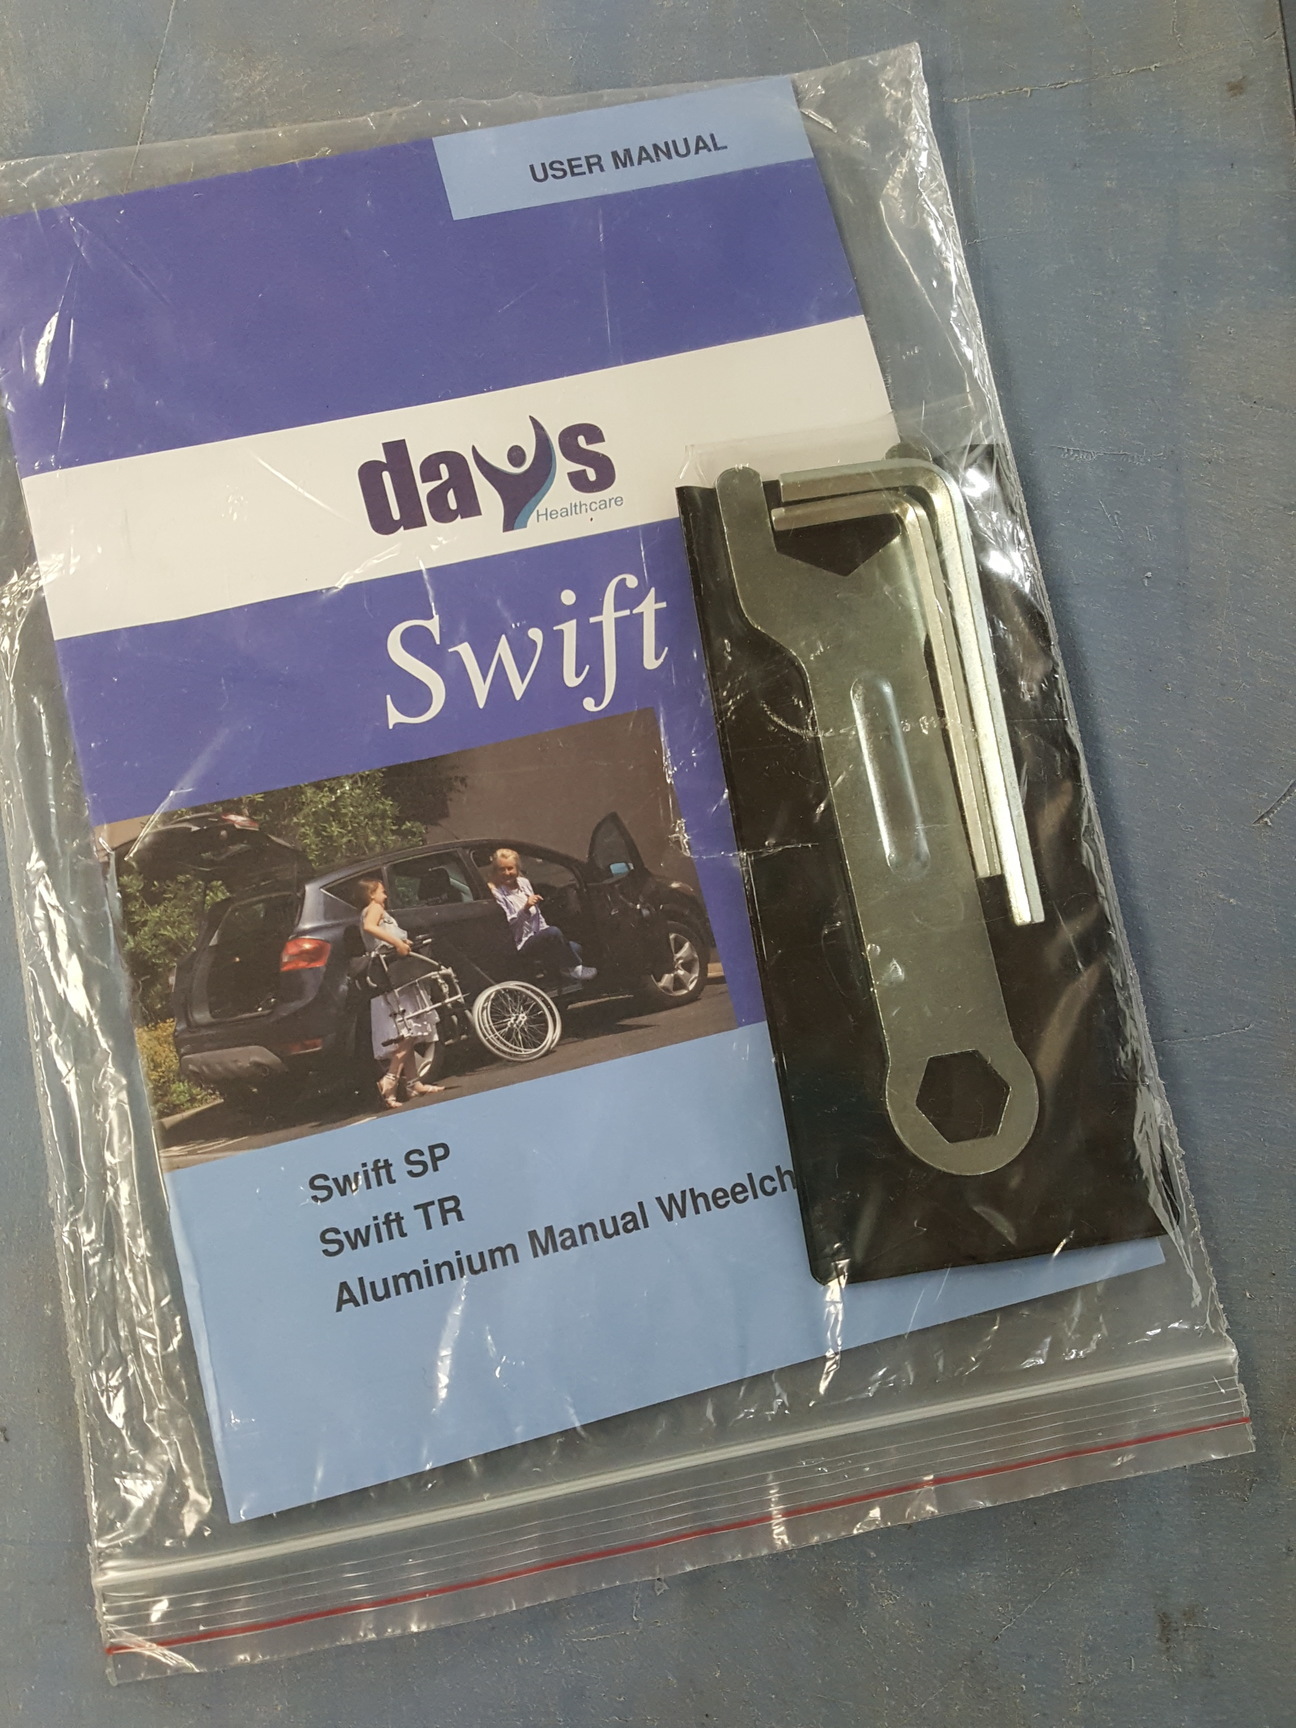 USER MANUAL
days
Healthcare
Swift
Swift SP
Swift TR
Aluminium Manual Wheelch